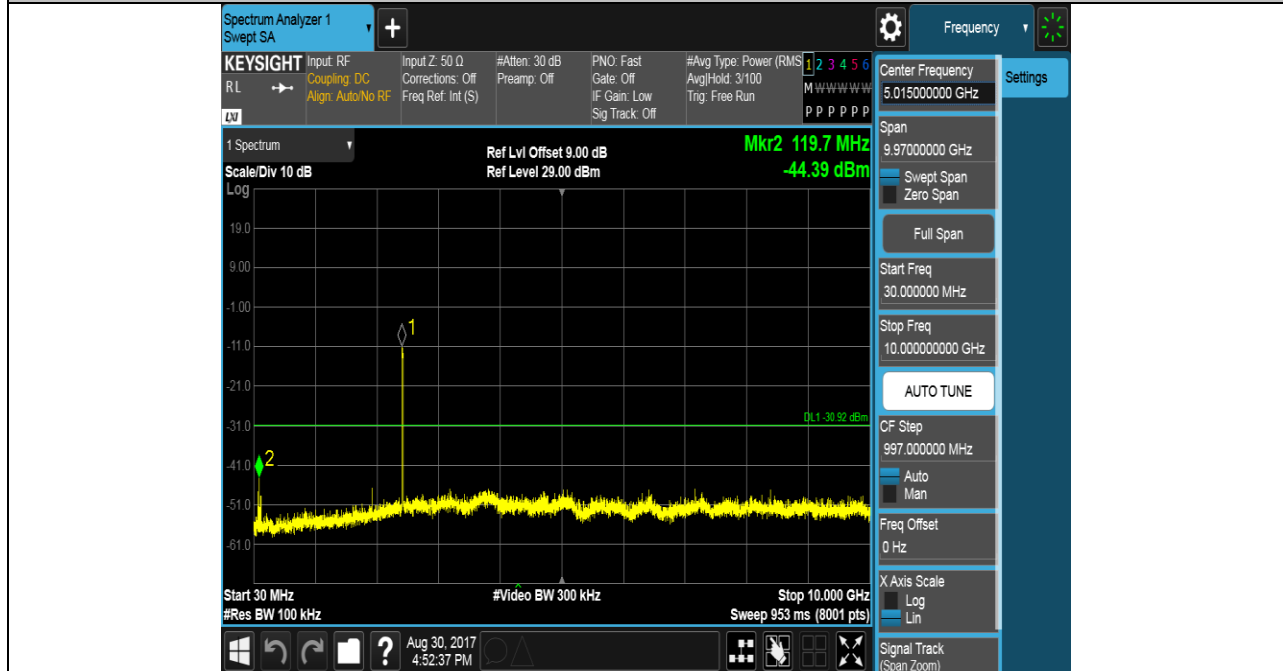 Spectrum Analyzer 1
Swept SA
Frequency
KEYSIGHT
RL
LXI
Input: RF
Coupling: DC
Align: Auto/No RF
Input Z: 50 Ω
Corrections: Off
Freq Ref: Int (S)
#Atten: 30 dB
Preamp: Off
PNO: Fast
Gate: Off
IF Gain: Low
Sig Track: Off
#Avg Type: Power (RMS
Avg|Hold: 3/100
Trig: Free Run
1 2 3 4 5 6
M W W W W W
P P P P P P
1 Spectrum
Scale/Div 10 dB
Log
Ref Lvl Offset 9.00 dB
Ref Level 29.00 dBm
Mkr2 119.7 MHz
-44.39 dBm
19.0
9.00
-1.00
-11.0
-21.0
-31.0
-41.0
-51.0
-61.0
1
2
DL1 -30.92 dBm
Start 30 MHz
#Res BW 100 kHz
#Video BW 300 kHz
Stop 10.000 GHz
Sweep 953 ms (8001 pts)
Aug 30, 2017
4:52:37 PM
Center Frequency
5.015000000 GHz
Span
9.97000000 GHz
Swept Span
Zero Span
Full Span
Start Freq
30.000000 MHz
Stop Freq
10.000000000 GHz
AUTO TUNE
CF Step
997.000000 MHz
Auto
Man
Freq Offset
0 Hz
X Axis Scale
Log
Lin
Signal Track
(Span Zoom)
Settings